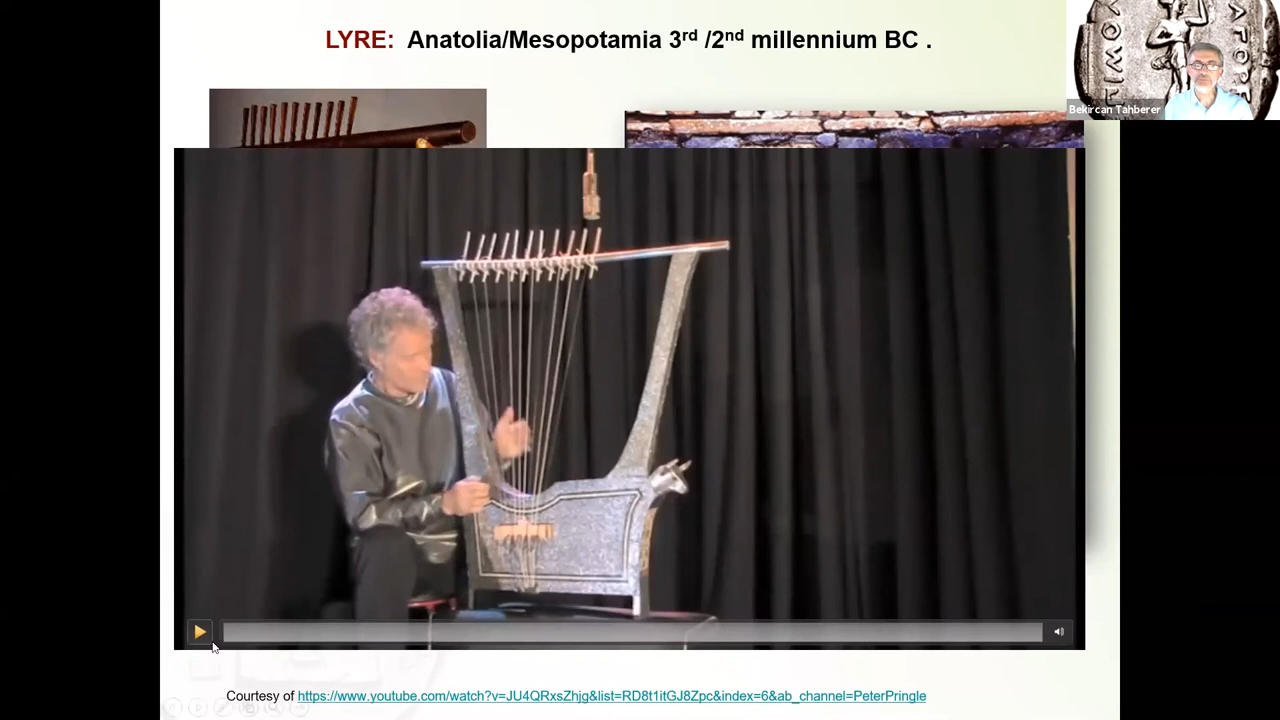 LYRE: Anatolia/Mesopotamia 3rd /2nd millennium BC .
Bekircan Tahberer
Courtesy of https://www.youtube.com/watch?v=JU4QRxsZhjg&list=RD8t1itGJ8Zpc&index=6&ab_channel=PeterPringle